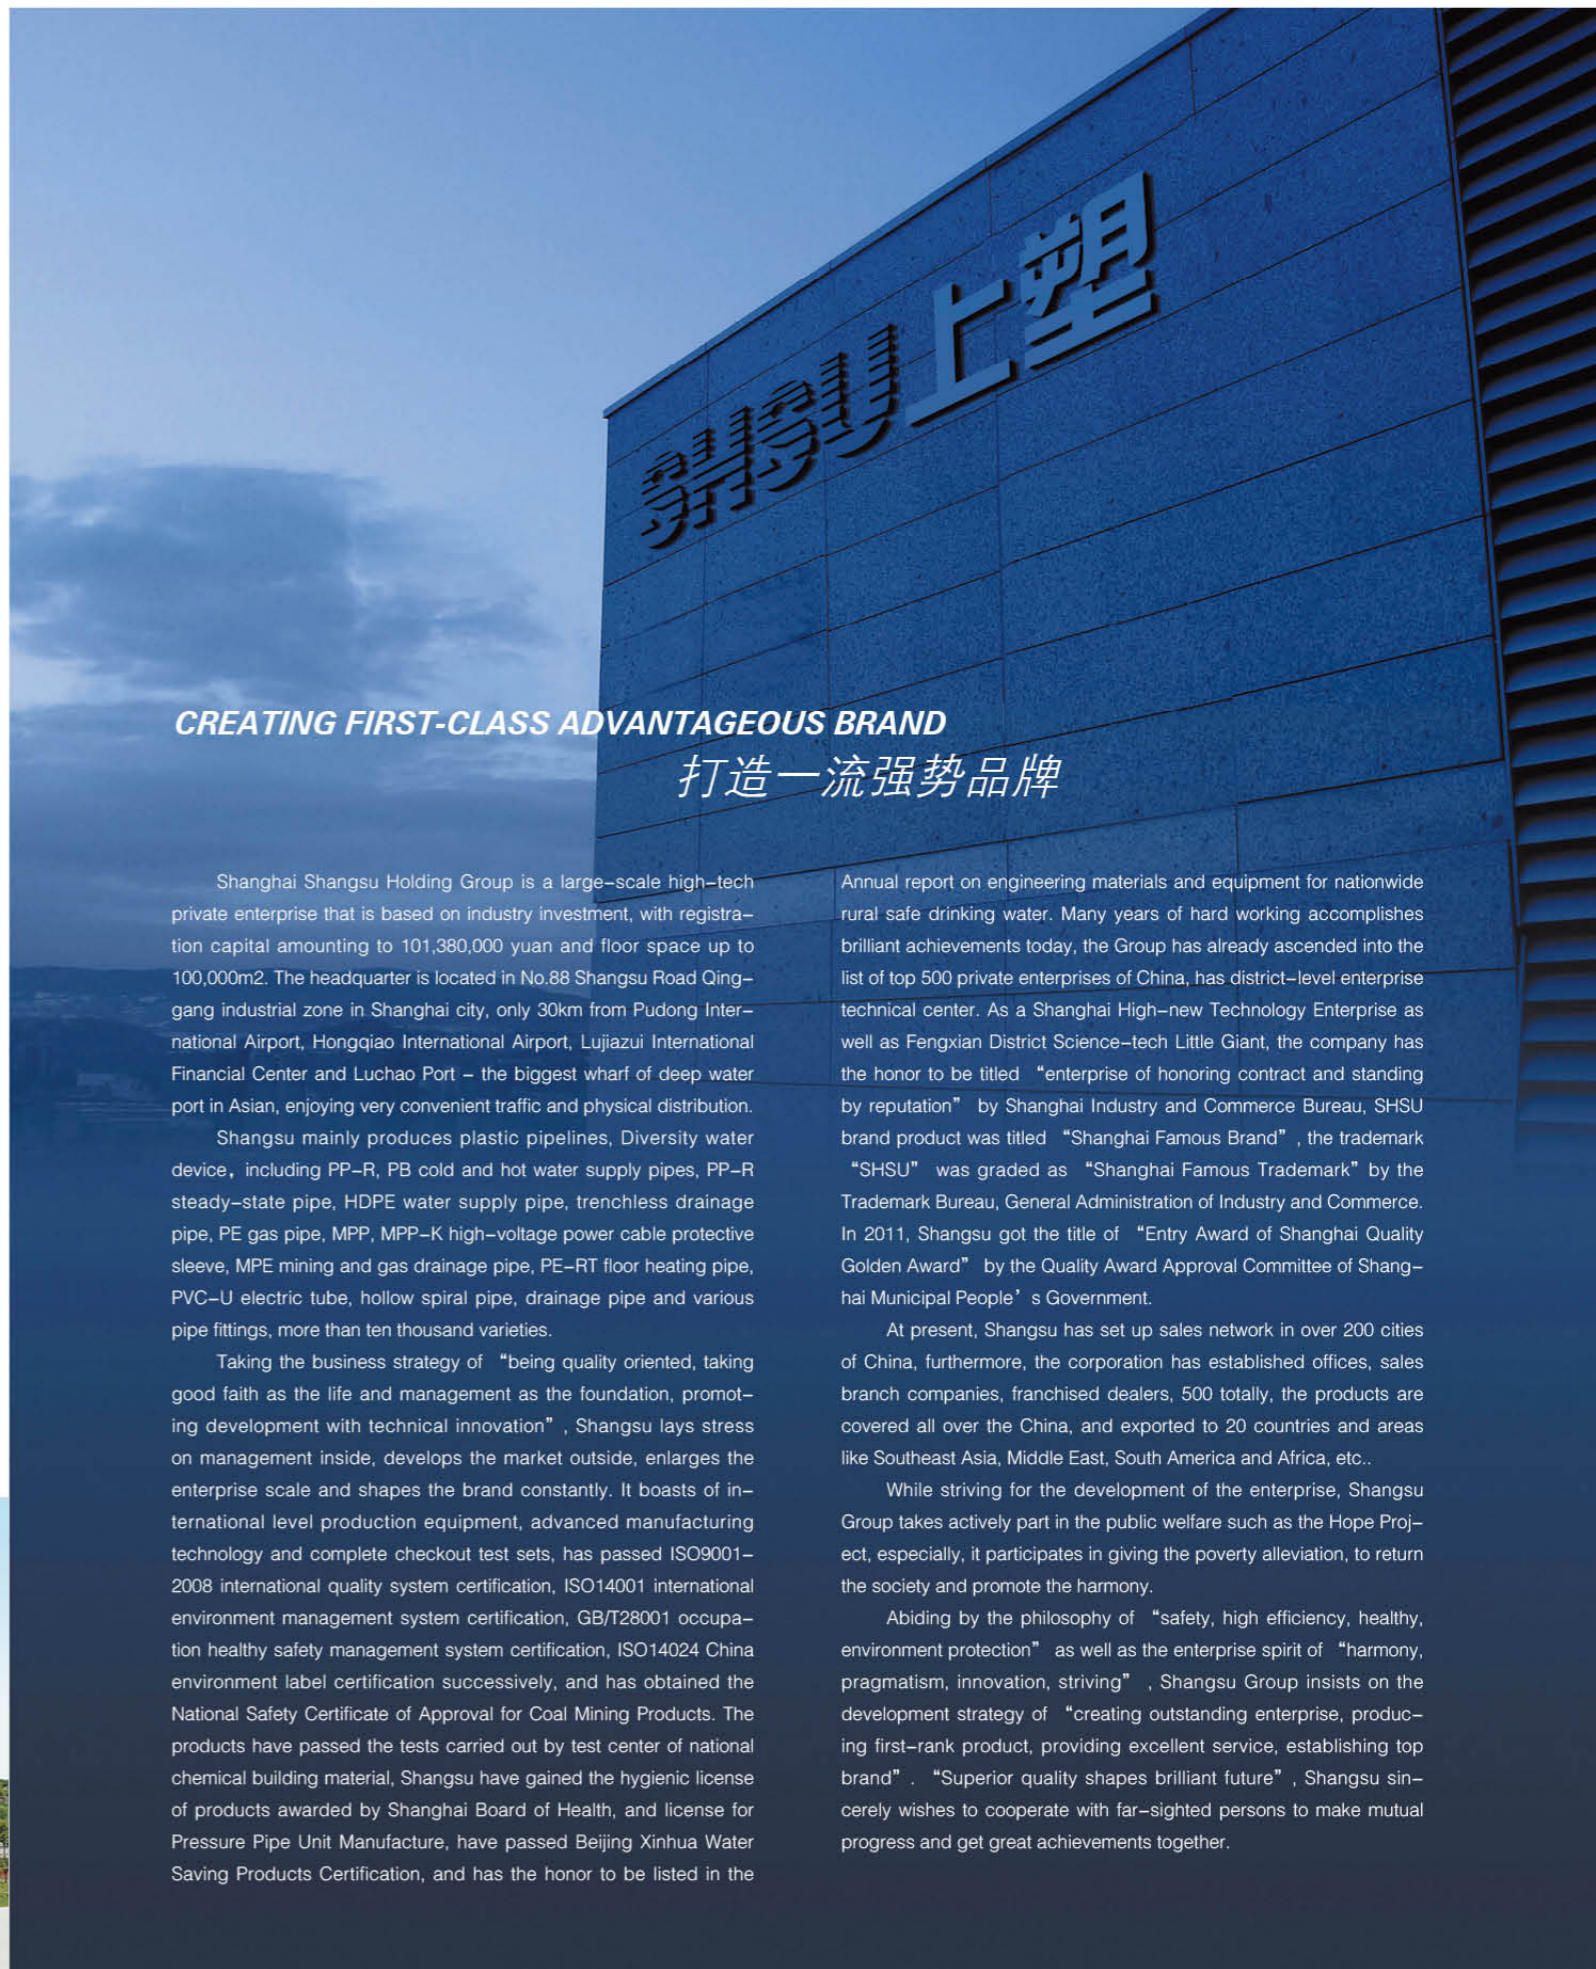 SHSU上塑
CREATING FIRST-CLASS ADVANTAGEOUS BRAND
打造一流强势品牌
Shanghai Shangsu Holding Group is a large-scale high-tech
private enterprise that is based on industry investment, with registra-
tion capital amounting to 101,380,000 yuan and floor space up to
100,000m2. The headquarter is located in No.88 Shangsu Road Qing-
gang industrial zone in Shanghai city, only 30km from Pudong Inter-
national Airport, Hongqiao International Airport, Lujiazui International
Financial Center and Luchao Port - the biggest wharf of deep water
port in Asian, enjoying very convenient traffic and physical distribution.
Shangsu mainly produces plastic pipelines, Diversity water
device, including PP-R, PB cold and hot water supply pipes, PP-R
steady-state pipe, HDPE water supply pipe, trenchless drainage
pipe, PE gas pipe, MPP, MPP-K high-voltage power cable protective
sleeve, MPE mining and gas drainage pipe, PE-RT floor heating pipe,
PVC-U electric tube, hollow spiral pipe, drainage pipe and various
pipe fittings, more than ten thousand varieties.
Taking the business strategy of “being quality oriented, taking
good faith as the life and management as the foundation, promot-
ing development with technical innovation”, Shangsu lays stress
on management inside, develops the market outside, enlarges the
enterprise scale and shapes the brand constantly. It boasts of in-
ternational level production equipment, advanced manufacturing
technology and complete checkout test sets, has passed ISO9001-
2008 international quality system certification, ISO14001 international
environment management system certification, GB/T28001 occupa-
tion healthy safety management system certification, ISO14024 China
environment label certification successively, and has obtained the
National Safety Certificate of Approval for Coal Mining Products. The
products have passed the tests carried out by test center of national
chemical building material, Shangsu have gained the hygienic license
of products awarded by Shanghai Board of Health, and license for
Pressure Pipe Unit Manufacture, have passed Beijing Xinhua Water
Saving Products Certification, and has the honor to be listed in the
Annual report on engineering materials and equipment for nationwide
rural safe drinking water. Many years of hard working accomplishes
brilliant achievements today, the Group has already ascended into the
list of top 500 private enterprises of China, has district-level enterprise
technical center. As a Shanghai High-new Technology Enterprise as
well as Fengxian District Science-tech Little Giant, the company has
the honor to be titled “enterprise of honoring contract and standing
by reputation” by Shanghai Industry and Commerce Bureau, SHSU
brand product was titled “Shanghai Famous Brand”, the trademark
“SHSU” was graded as “Shanghai Famous Trademark” by the
Trademark Bureau, General Administration of Industry and Commerce.
In 2011, Shangsu got the title of “Entry Award of Shanghai Quality
Golden Award” by the Quality Award Approval Committee of Shang-
hai Municipal People’s Government.
At present, Shangsu has set up sales network in over 200 cities
of China, furthermore, the corporation has established offices, sales
branch companies, franchised dealers, 500 totally, the products are
covered all over the China, and exported to 20 countries and areas
like Southeast Asia, Middle East, South America and Africa, etc..
While striving for the development of the enterprise, Shangsu
Group takes actively part in the public welfare such as the Hope Proj-
ect, especially, it participates in giving the poverty alleviation, to return
the society and promote the harmony.
Abiding by the philosophy of “safety, high efficiency, healthy,
environment protection” as well as the enterprise spirit of “harmony,
pragmatism, innovation, striving”, Shangsu Group insists on the
development strategy of “creating outstanding enterprise, produc-
ing first-rank product, providing excellent service, establishing top
brand”. “Superior quality shapes brilliant future”, Shangsu sin-
cerely wishes to cooperate with far-sighted persons to make mutual
progress and get great achievements together.